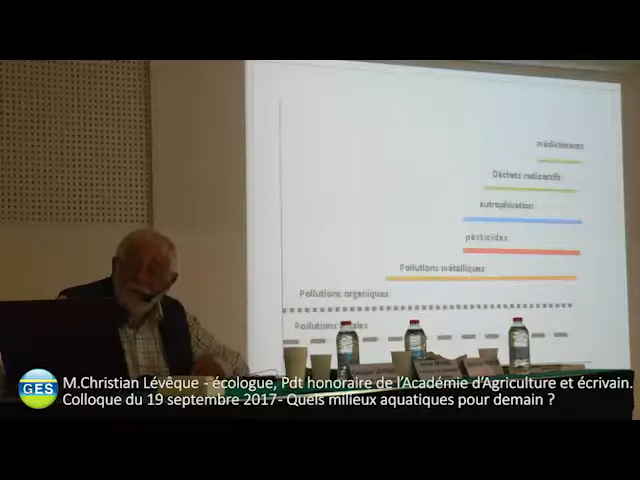 médicaments
Déchets radioactifs
eutrophisation
pesticides
Pollutions métalliques
Pollutions organiques
Pollutions
GES
M.Christian Lévêque - écologue, Pdt honoraire de l'Académie d'Agriculture et écrivain.
Colloque du 19 septembre 2017- Quels milieux aquatiques pour demain ?